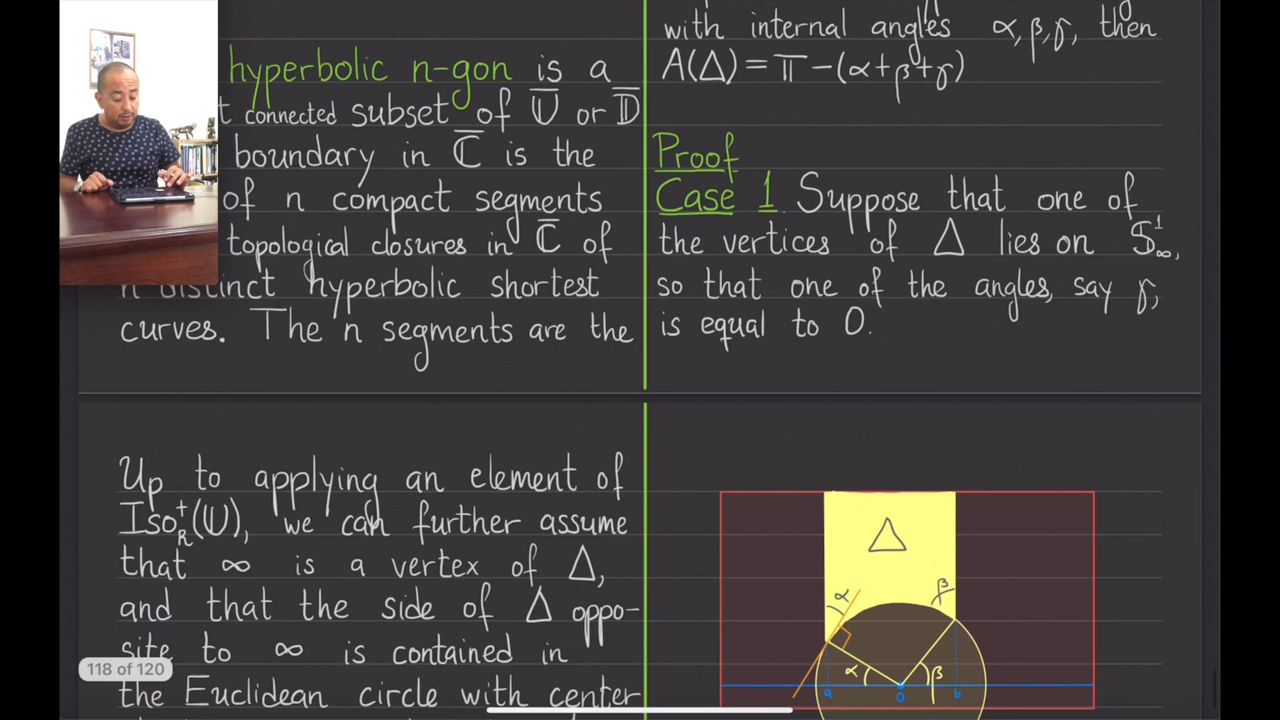 hyperbolic n-gon is a
t connected subset of U̅ or D̅
boundary in C̅ is the
of n compact segments
topological closures in C̅ of
n distinct hyperbolic shortest
curves. The n segments are the
with internal angles α, β, γ, then
A(Δ) = π - (α+β+γ)
Proof
Case 1. Suppose that one of
the vertices of Δ lies on S¹∞,
so that one of the angles, say γ,
is equal to 0.
Up to applying an element of
Iso⁺R(U), we can further assume
that ∞ is a vertex of Δ,
and that the side of Δ oppo-
site to ∞ is contained in
the Euclidean circle with center
118 of 120
Δ
α
β
α
β
a
0
b